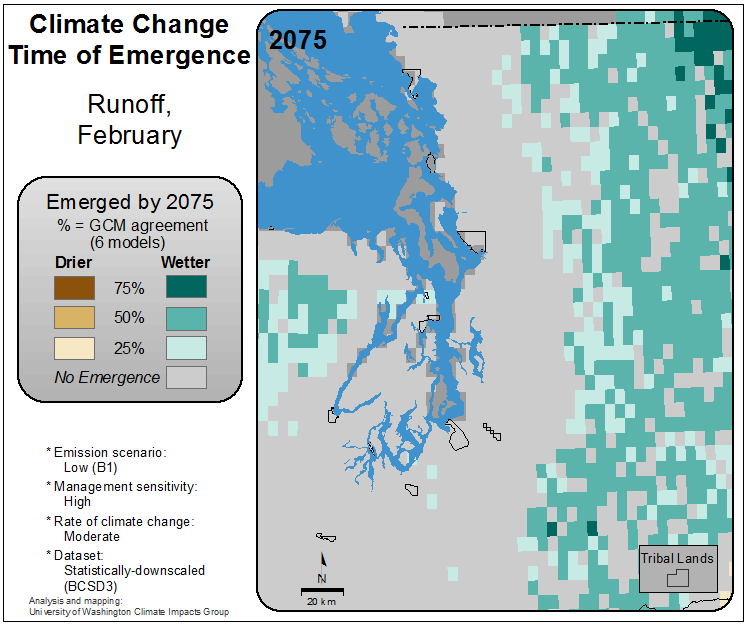 Climate Change
Time of Emergence
Runoff,
February
Emerged by 2075
% = GCM agreement
(6 models)
Drier Wetter
75%
50%
25%
No Emergence
* Emission scenario:
Low (B1)
* Management sensitivity:
High
* Rate of climate change:
Moderate
* Dataset:
Statistically-downscaled
(BCSD3)
Analysis and mapping:
University of Washington Climate Impacts Group
2075
N
20 km
Tribal Lands